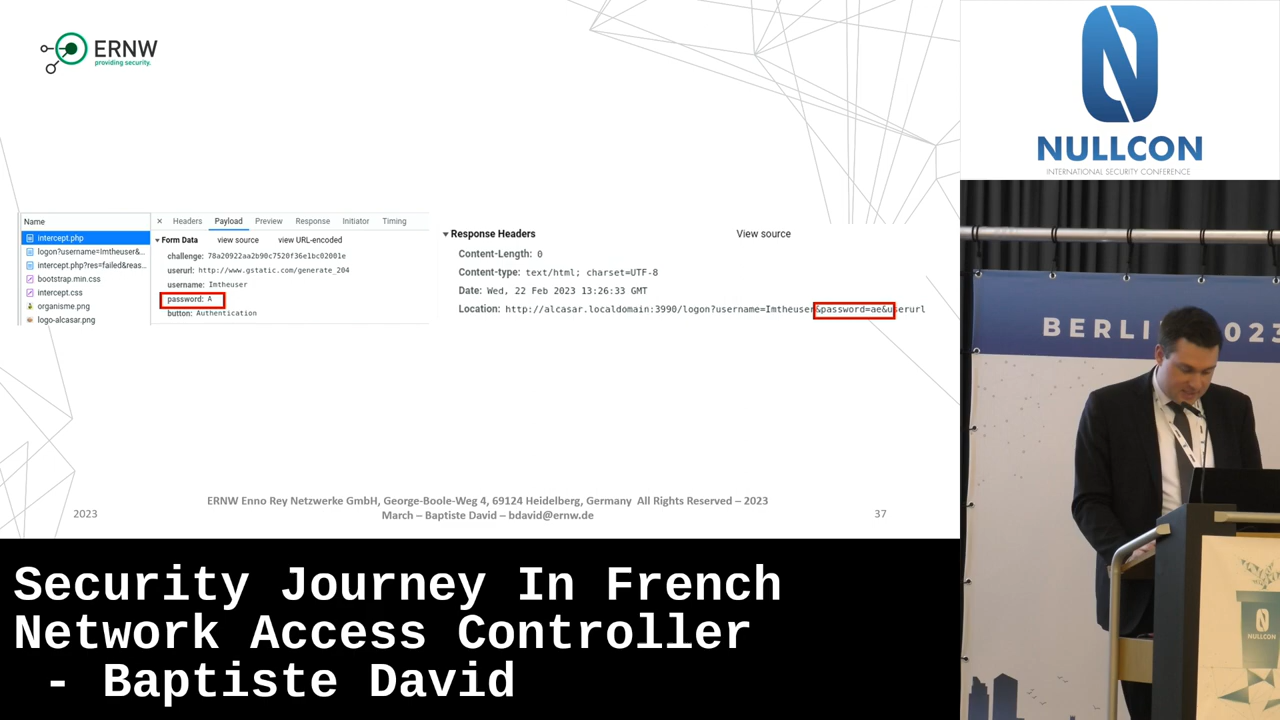 ERNW
providing security.
Name
intercept.php
logon?username=Imtheuser&..
intercept.php?res=failed&reas...
bootstrap.min.css
intercept.css
organisme.png
logo-alcasar.png
× Headers Payload Preview Response Initiator Timing
Form Data view source view URL-encoded
challenge: 78a20922aa2b90c7520f36e1bc02001e
userurl: http://www.gstatic.com/generate_204
username: Imtheuser
password: A
button: Authentication
Response Headers View source
Content-Length: 0
Content-type: text/html; charset=UTF-8
Date: Wed, 22 Feb 2023 13:26:33 GMT
Location: http://alcasar.localdomain:3990/logon?username=Imtheuser&password=ae&userurl
2023
ERNW Enno Rey Netzwerke GmbH, George-Boole-Weg 4, 69124 Heidelberg, Germany All Rights Reserved – 2023
March – Baptiste David – bdavid@ernw.de
37
NULLCON
INTERNATIONAL SECURITY CONFERENCE
BERLI 023
NULLCON
Security Journey In French
Network Access Controller
- Baptiste David